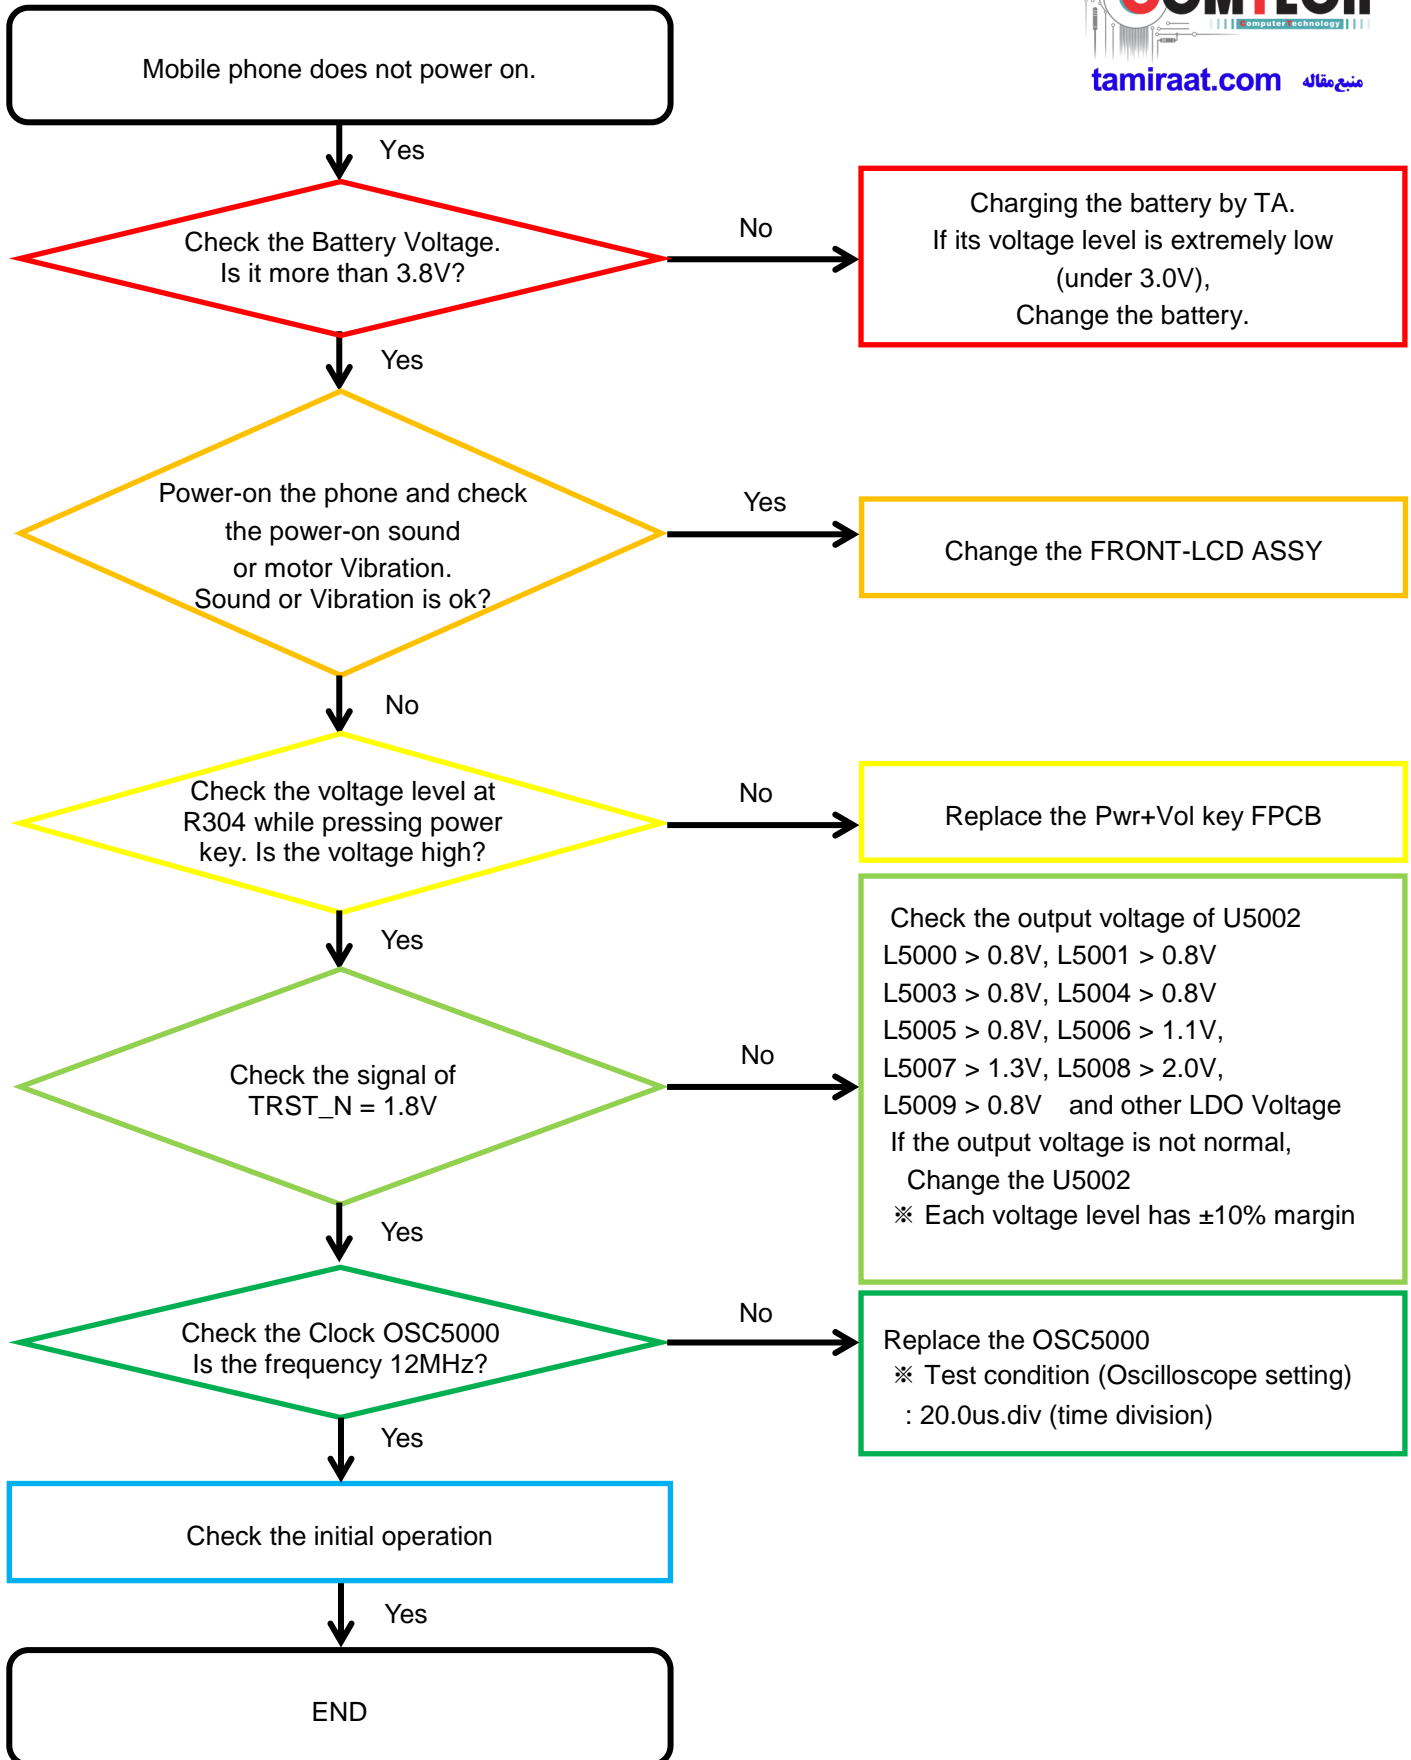 COMTECH
Computer Technology
tamiraat.com منبع مقاله
Mobile phone does not power on.
Yes
Check the Battery Voltage.
Is it more than 3.8V?
No
Charging the battery by TA.
If its voltage level is extremely low
(under 3.0V),
Change the battery.
Yes
Power-on the phone and check
the power-on sound
or motor Vibration.
Sound or Vibration is ok?
Yes
Change the FRONT-LCD ASSY
No
Check the voltage level at
R304 while pressing power
key. Is the voltage high?
No
Replace the Pwr+Vol key FPCB
Yes
Check the signal of
TRST_N = 1.8V
No
Check the output voltage of U5002
L5000 > 0.8V, L5001 > 0.8V
L5003 > 0.8V, L5004 > 0.8V
L5005 > 0.8V, L5006 > 1.1V,
L5007 > 1.3V, L5008 > 2.0V,
L5009 > 0.8V and other LDO Voltage
If the output voltage is not normal,
Change the U5002
※ Each voltage level has ±10% margin
Yes
Check the Clock OSC5000
Is the frequency 12MHz?
No
Replace the OSC5000
※ Test condition (Oscilloscope setting)
: 20.0us.div (time division)
Yes
Check the initial operation
Yes
END